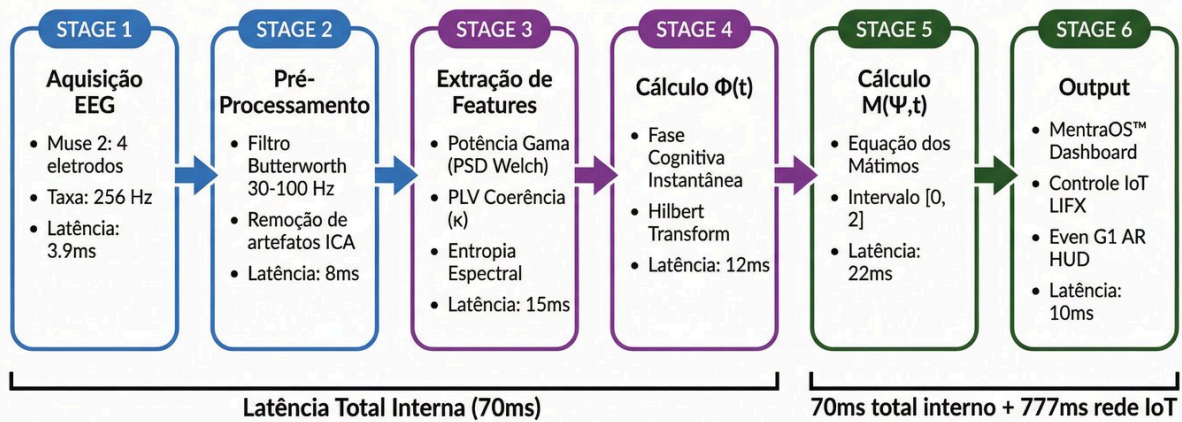 STAGE 1
Aquisição
EEG
• Muse 2: 4
eletrodos
• Taxa: 256 Hz
• Latência:
3.9ms
STAGE 2
Pré-
Processamento
• Filtro
Butterworth
30-100 Hz
• Remoção de
artefatos ICA
• Latência: 8ms
STAGE 3
Extração de
Features
• Potência Gama
(PSD Welch)
• PLV Coerência
(κ)
• Entropia
Espectral
• Latência: 15ms
STAGE 4
Cálculo Φ(t)
• Fase
Cognitiva
Instantânea
• Hilbert
Transform
• Latência: 12ms
STAGE 5
Cálculo
M(Ψ,t)
• Equação dos
Mátimos
• Intervalo [0,
2]
• Latência:
22ms
STAGE 6
Output
• MentraOS™
Dashboard
• Controle IoT
LIFX
• Even G1 AR
HUD
• Latência:
10ms
Latência Total Interna (70ms)
70ms total interno + 777ms rede IoT